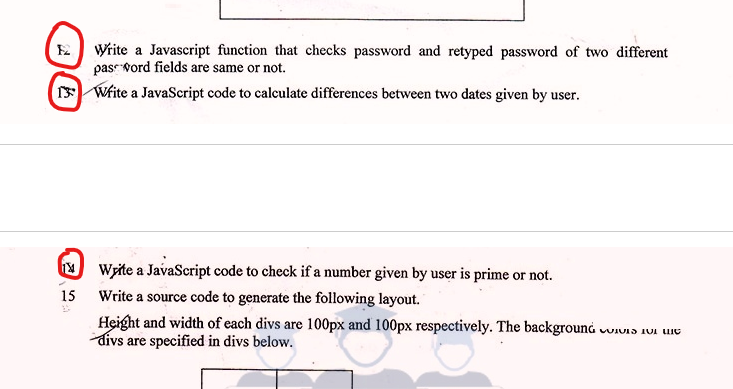 12 Write a Javascript function that checks password and retyped password of two different
password fields are same or not.
13 Write a JavaScript code to calculate differences between two dates given by user.
14 Write a JavaScript code to check if a number given by user is prime or not.
15 Write a source code to generate the following layout.
Height and width of each divs are 100px and 100px respectively. The background colors for the
divs are specified in divs below.